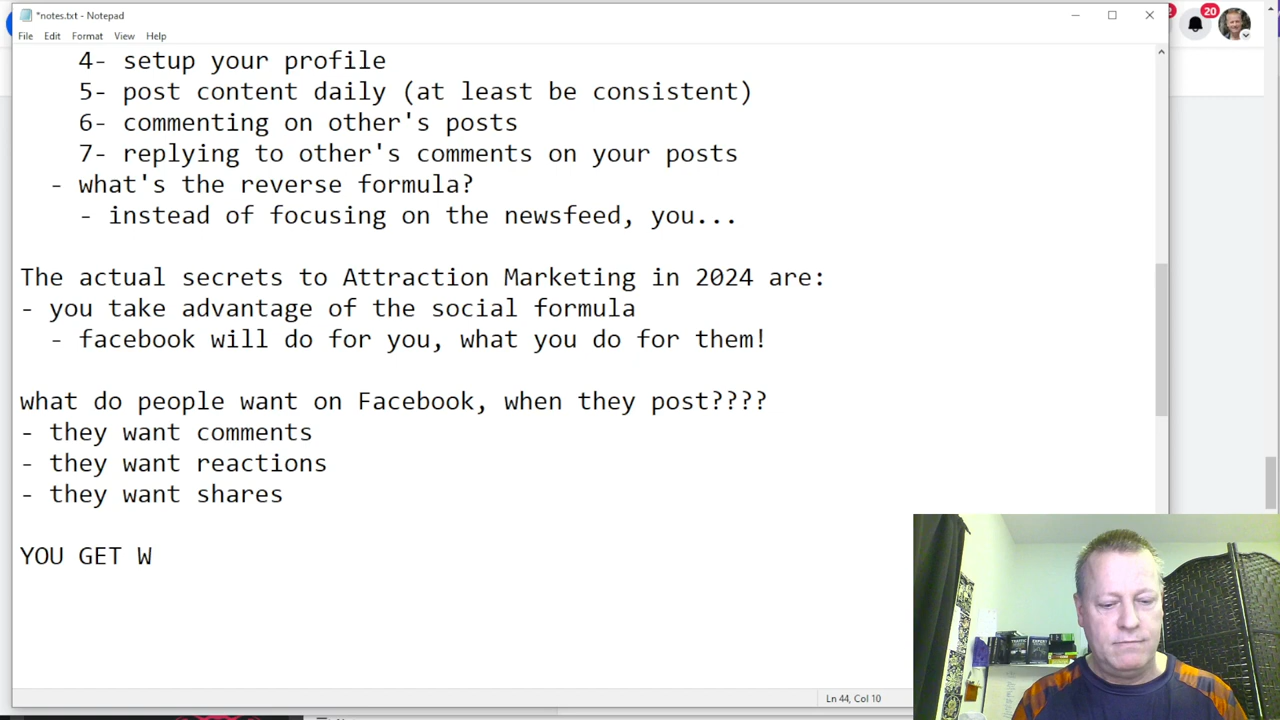 *notes.txt - Notepad
20
File Edit Format View Help
4- setup your profile
5- post content daily (at least be consistent)
6- commenting on other's posts
7- replying to other's comments on your posts
- what's the reverse formula?
- instead of focusing on the newsfeed, you...
The actual secrets to Attraction Marketing in 2024 are:
- you take advantage of the social formula
- facebook will do for you, what you do for them!
what do people want on Facebook, when they post????
- they want comments
- they want reactions
- they want shares
YOU GET W
Ln 44, Col 10